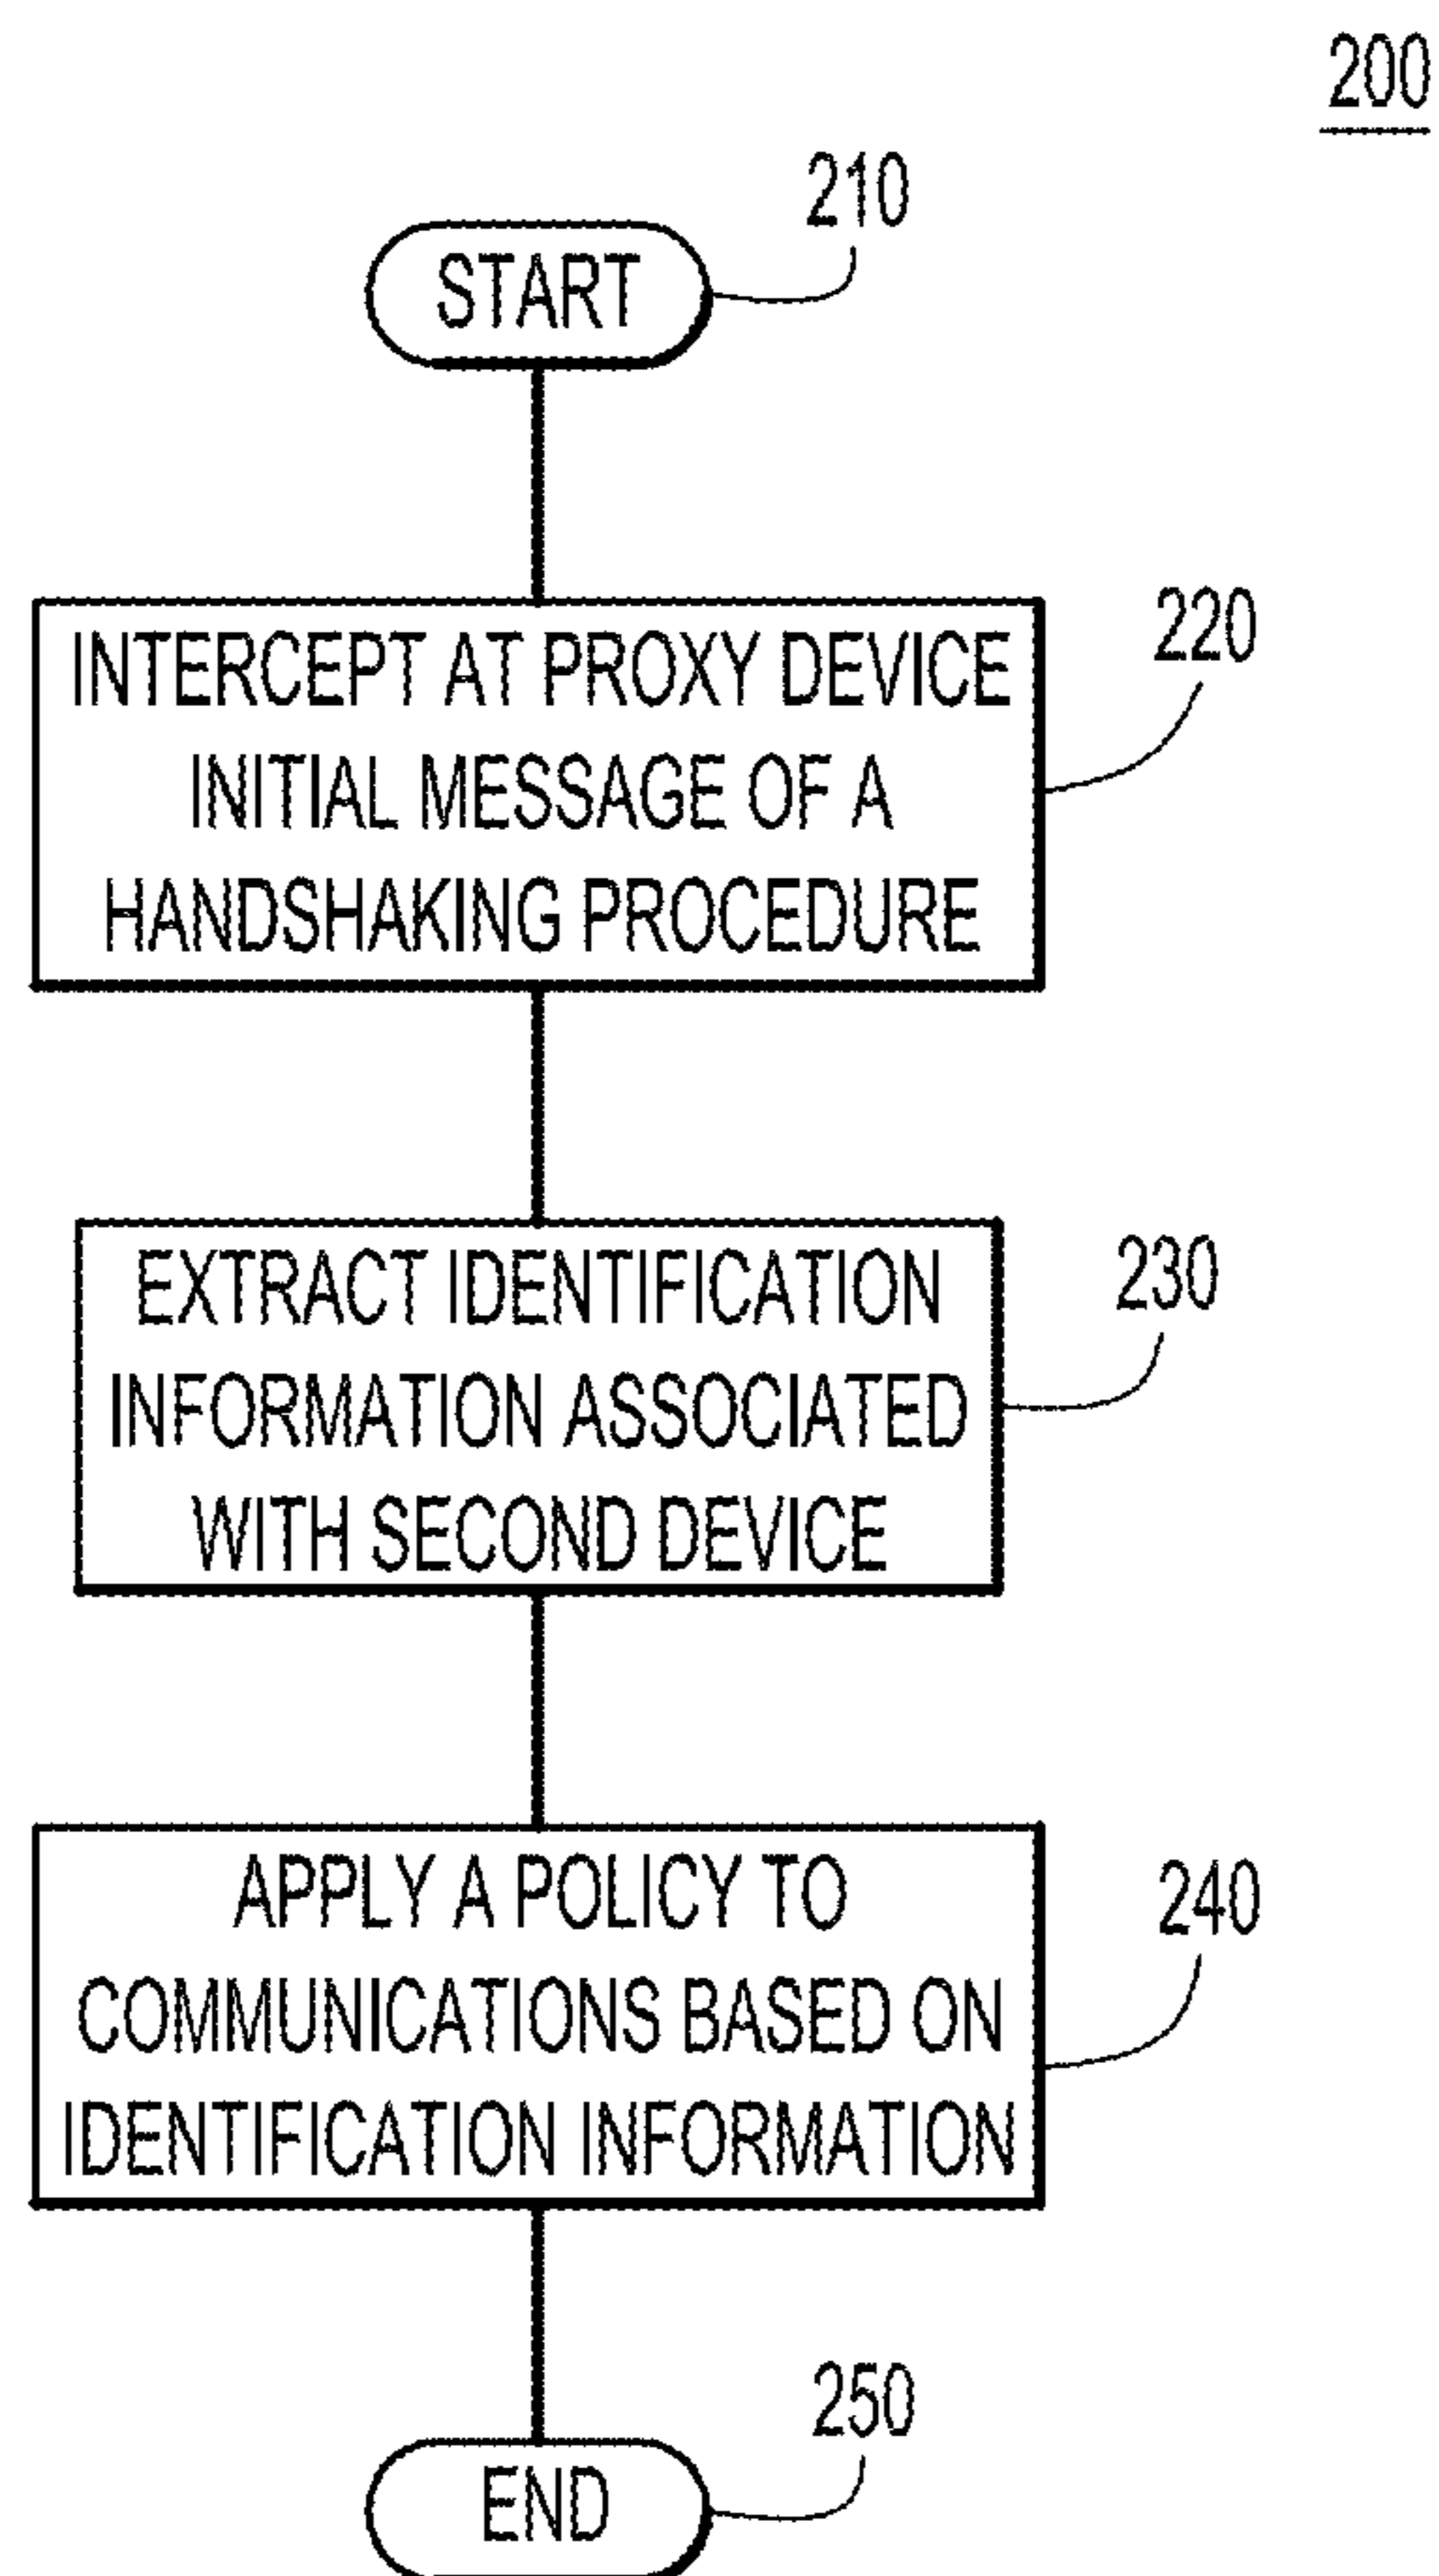 200
210
START
220
INTERCEPT AT PROXY DEVICE
INITIAL MESSAGE OF A
HANDSHAKING PROCEDURE
230
EXTRACT IDENTIFICATION
INFORMATION ASSOCIATED
WITH SECOND DEVICE
240
APPLY A POLICY TO
COMMUNICATIONS BASED ON
IDENTIFICATION INFORMATION
250
END